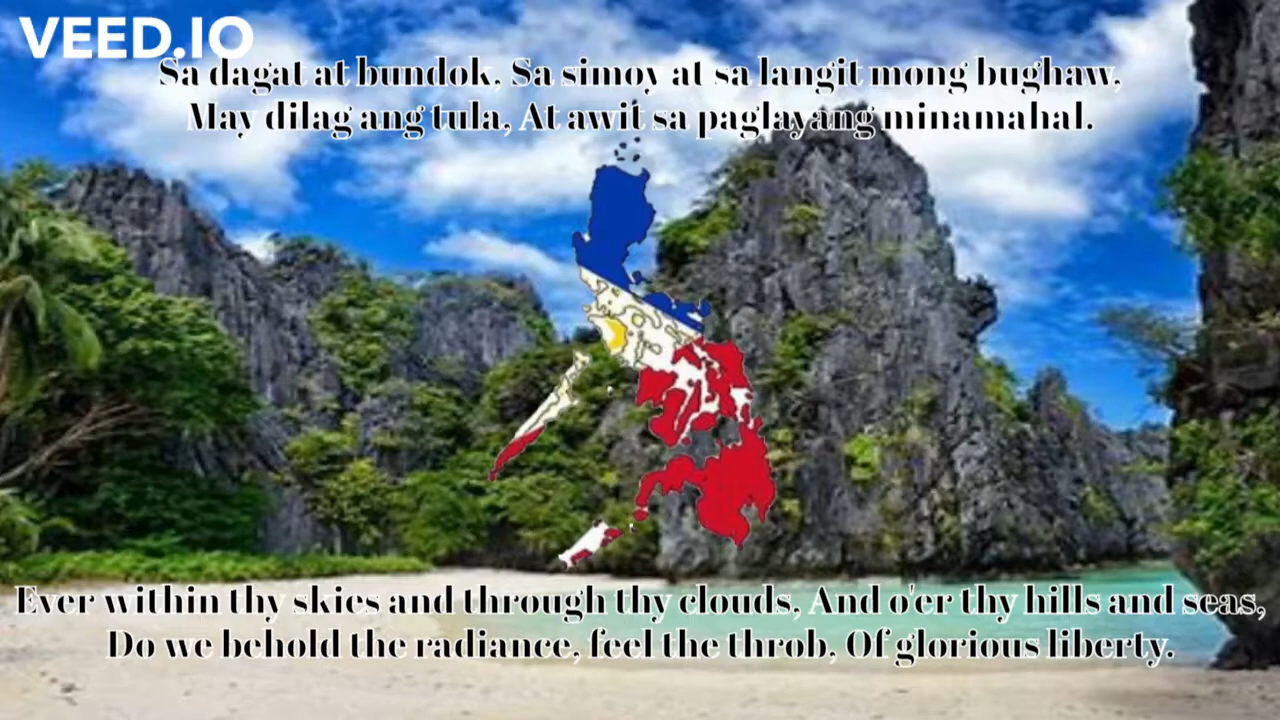 VEED.IO
Sa dagat at bundok, Sa simoy at sa langit mong bughaw,
May dilag ang tula, At awit sa paglayang minamahal.
Ever within thy skies and through thy clouds, And o'er thy hills and seas,
Do we behold the radiance, feel the throb, Of glorious liberty.